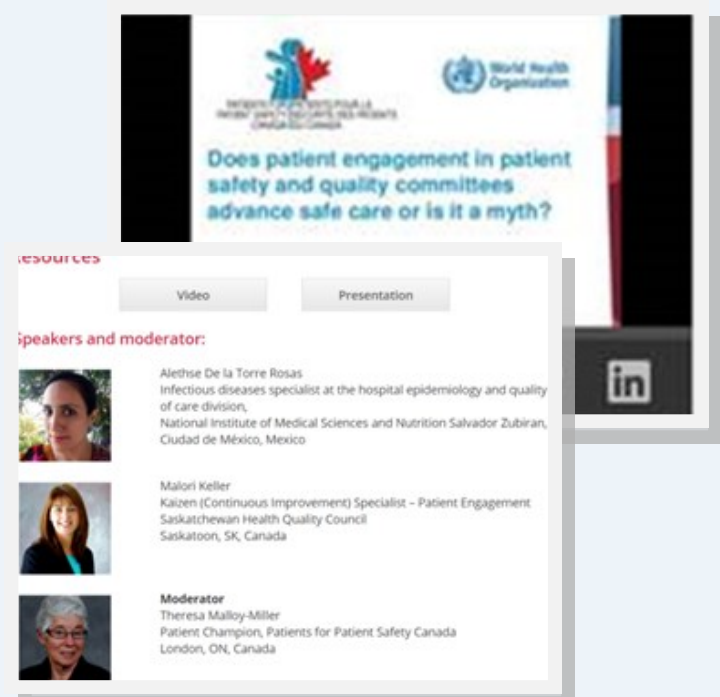 World Health
Organization
Does patient engagement in patient
safety and quality committees
advance safe care or is it a myth?
in
Resources
Video
Presentation
Speakers and moderator:
Alethse De la Torre Rosas
Infectious diseases specialist at the hospital epidemiology and quality
of care division,
National Institute of Medical Sciences and Nutrition Salvador Zubiran,
Ciudad de México, Mexico
Malori Keller
Kaizen (Continuous Improvement) Specialist – Patient Engagement
Saskatchewan Health Quality Council
Saskatoon, SK, Canada
Moderator
Theresa Malloy-Miller
Patient Champion, Patients for Patient Safety Canada
London, ON, Canada